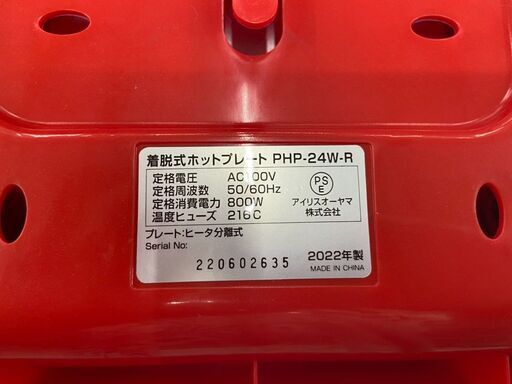 着脱式ホットプレート PHP-24W-R
定格電圧 AC100V
定格周波数 50/60Hz
定格消費電力 800W
温度ヒューズ 216C
PS
E
アイリスオーヤマ
株式会社
プレート:ヒータ分離式
Serial No:
220602635
2022年製
MADE IN CHINA